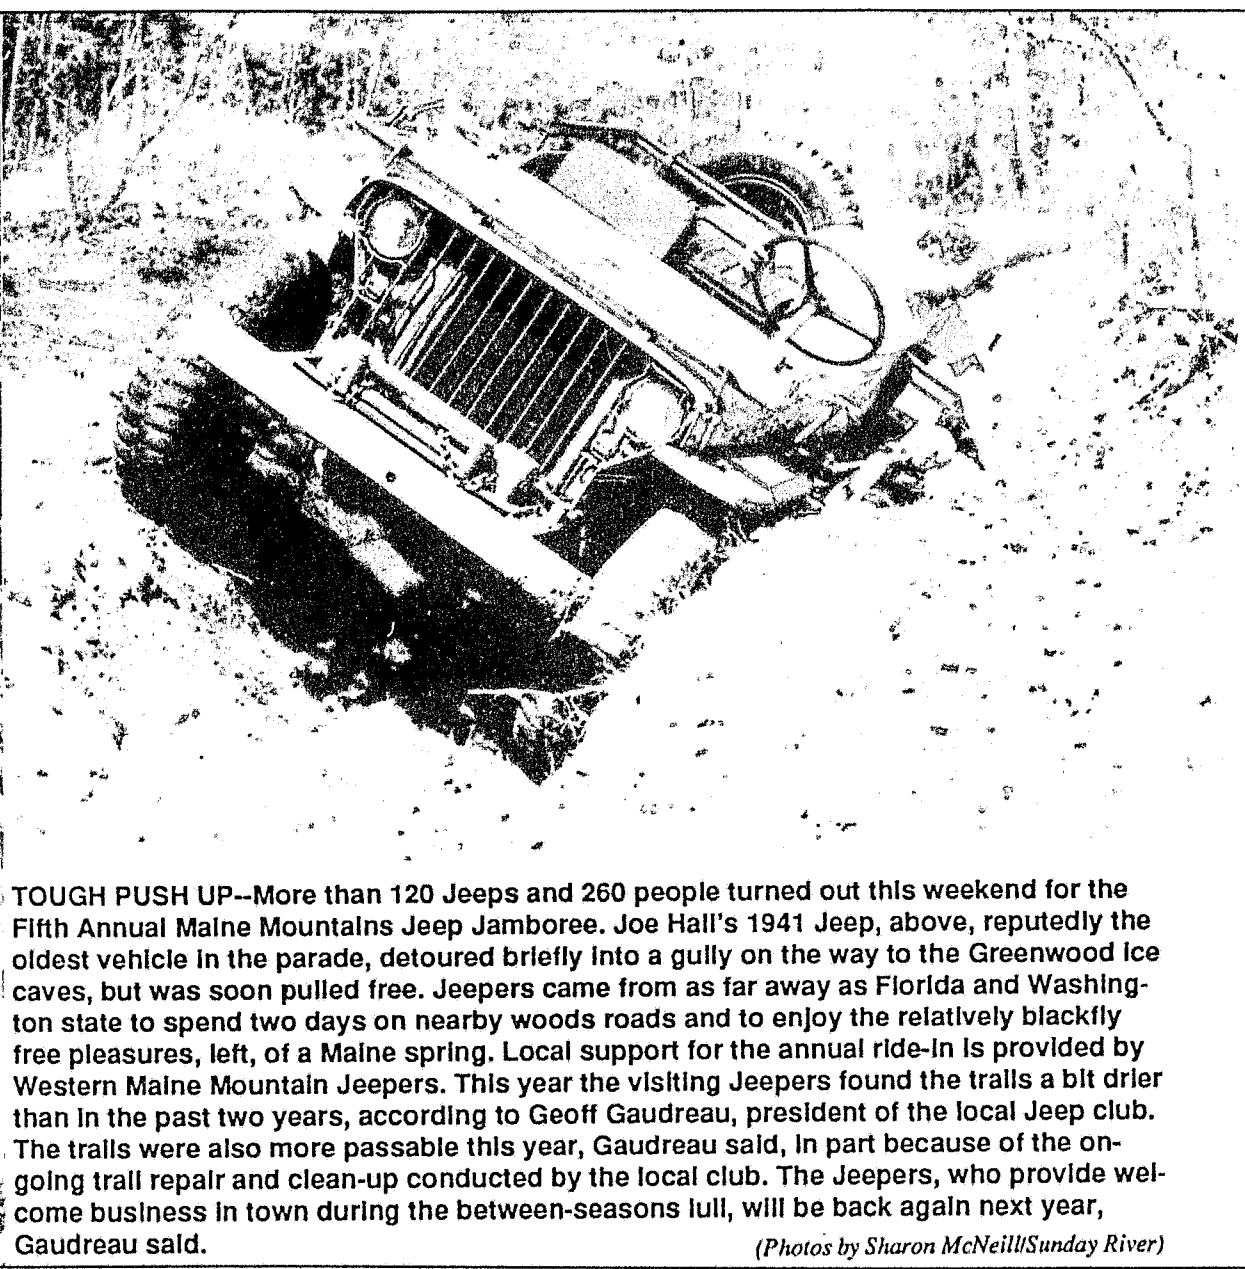 TOUGH PUSH UP--More than 120 Jeeps and 260 people turned out this weekend for the
Fifth Annual Maine Mountains Jeep Jamboree. Joe Hall's 1941 Jeep, above, reputedly the
oldest vehicle in the parade, detoured briefly into a gully on the way to the Greenwood ice
caves, but was soon pulled free. Jeepers came from as far away as Florida and Washing-
ton state to spend two days on nearby woods roads and to enjoy the relatively blackfly
free pleasures, left, of a Maine spring. Local support for the annual ride-in is provided by
Western Maine Mountain Jeepers. This year the visiting Jeepers found the trails a bit drier
than in the past two years, according to Geoff Gaudreau, president of the local Jeep club.
The trails were also more passable this year, Gaudreau said, in part because of the on-
going trail repair and clean-up conducted by the local club. The Jeepers, who provide wel-
come business in town during the between-seasons lull, will be back again next year,
Gaudreau said. (Photos by Sharon McNeill/Sunday River)